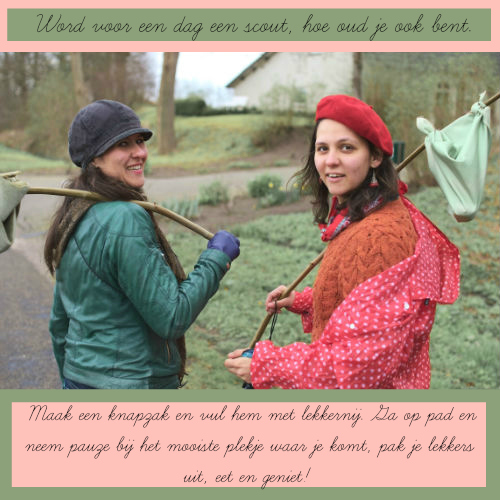 Word voor een dag een scout, hoe oud je ook bent.
Maak een knapzak en vul hem met lekkernij. Ga op pad en
neem pauze bij het mooiste plekje waar je komt, pak je lekkers
uit, eet en geniet!